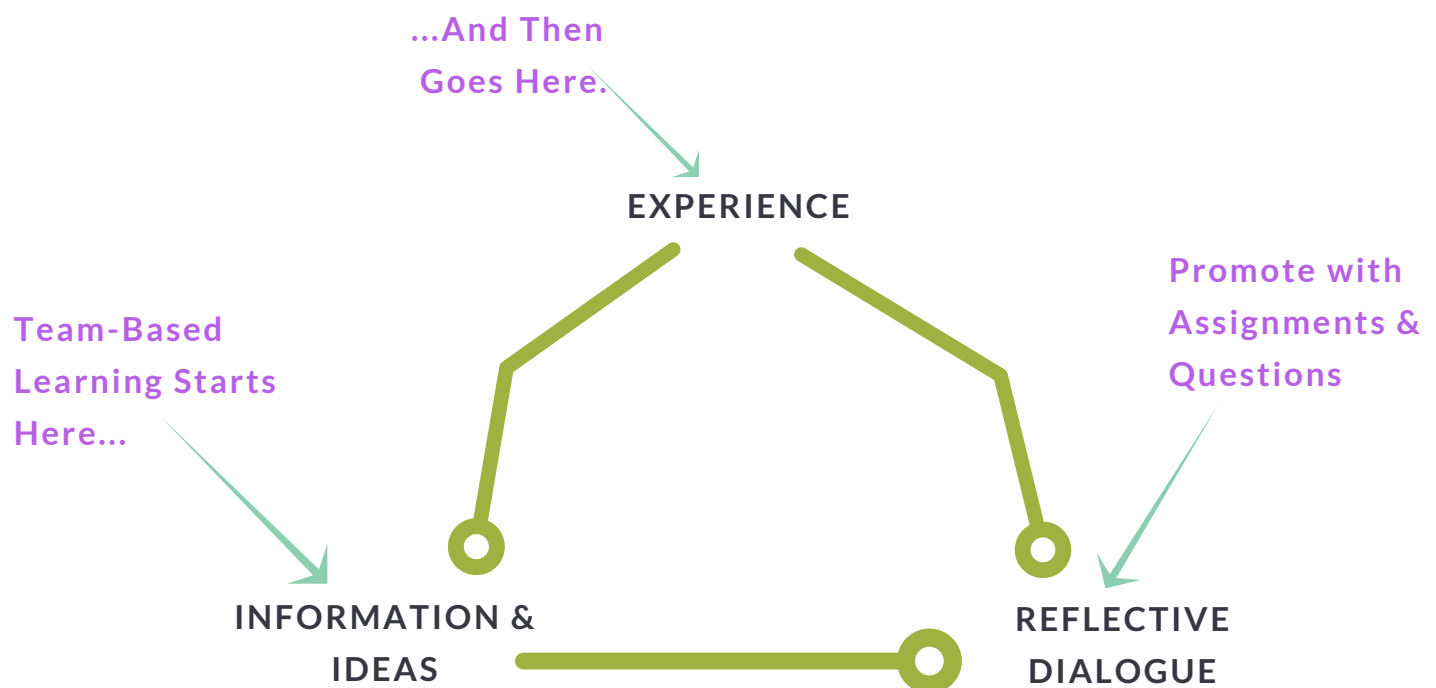 ...And Then
Goes Here.
EXPERIENCE
Promote with
Assignments &
Questions
Team-Based
Learning Starts
Here...
INFORMATION &
IDEAS
REFLECTIVE
DIALOGUE